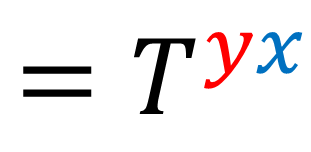 = T^{yx}